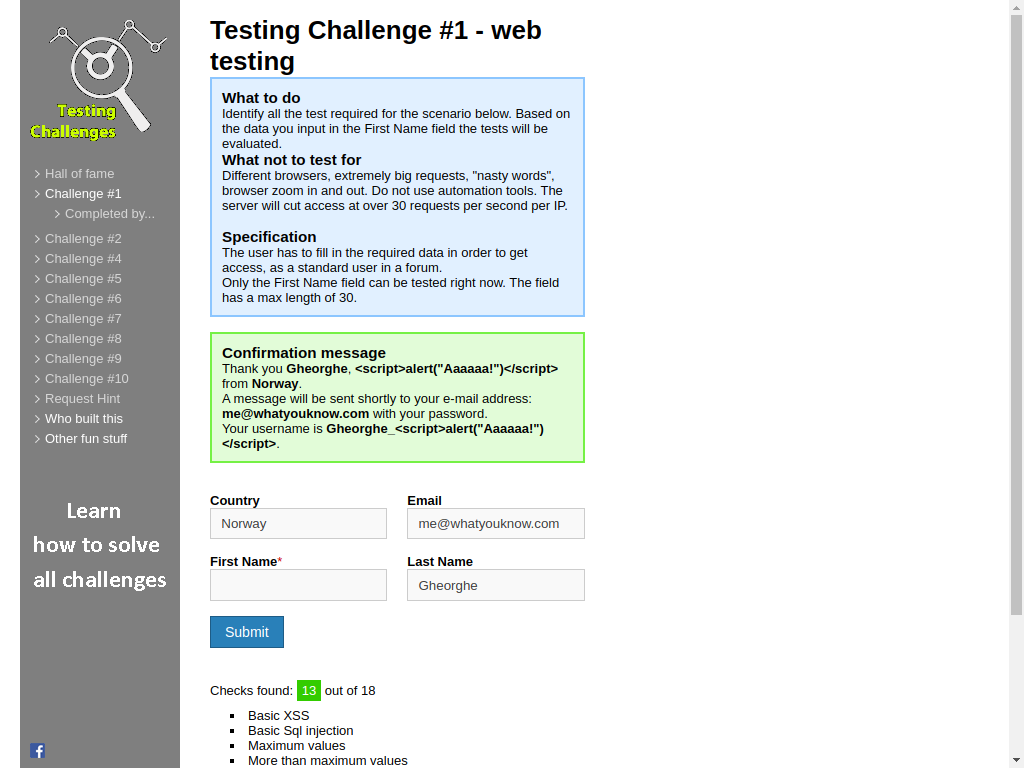 Testing
Challenges
Hall of fame
Challenge #1
Completed by...
Challenge #2
Challenge #4
Challenge #5
Challenge #6
Challenge #7
Challenge #8
Challenge #9
Challenge #10
Request Hint
Who built this
Other fun stuff
Learn
how to solve
all challenges
Testing Challenge #1 - web
testing
What to do
Identify all the test required for the scenario below. Based on
the data you input in the First Name field the tests will be
evaluated.
What not to test for
Different browsers, extremely big requests, "nasty words",
browser zoom in and out. Do not use automation tools. The
server will cut access at over 30 requests per second per IP.
Specification
The user has to fill in the required data in order to get
access, as a standard user in a forum.
Only the First Name field can be tested right now. The field
has a max length of 30.
Confirmation message
Thank you Gheorghe, <script>alert("Aaaaaa!")</script>
from Norway.
A message will be sent shortly to your e-mail address:
me@whatyouknow.com with your password.
Your username is Gheorghe_<script>alert("Aaaaaa!")
</script>.
Country Email
Norway me@whatyouknow.com
First Name* Last Name
Gheorghe
Submit
Checks found: 13 out of 18
Basic XSS
Basic Sql injection
Maximum values
More than maximum values